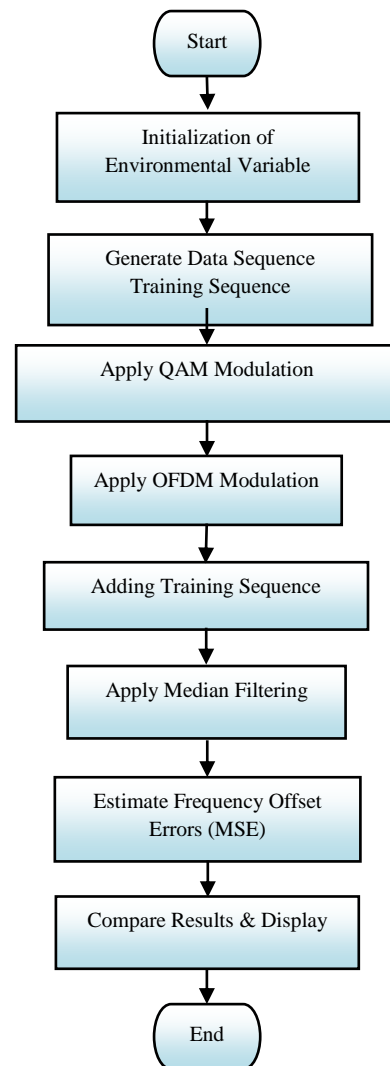 Start
Initialization of
Environmental Variable
Generate Data Sequence
Training Sequence
Apply QAM Modulation
Apply OFDM Modulation
Adding Training Sequence
Apply Median Filtering
Estimate Frequency Offset
Errors (MSE)
Compare Results & Display
End